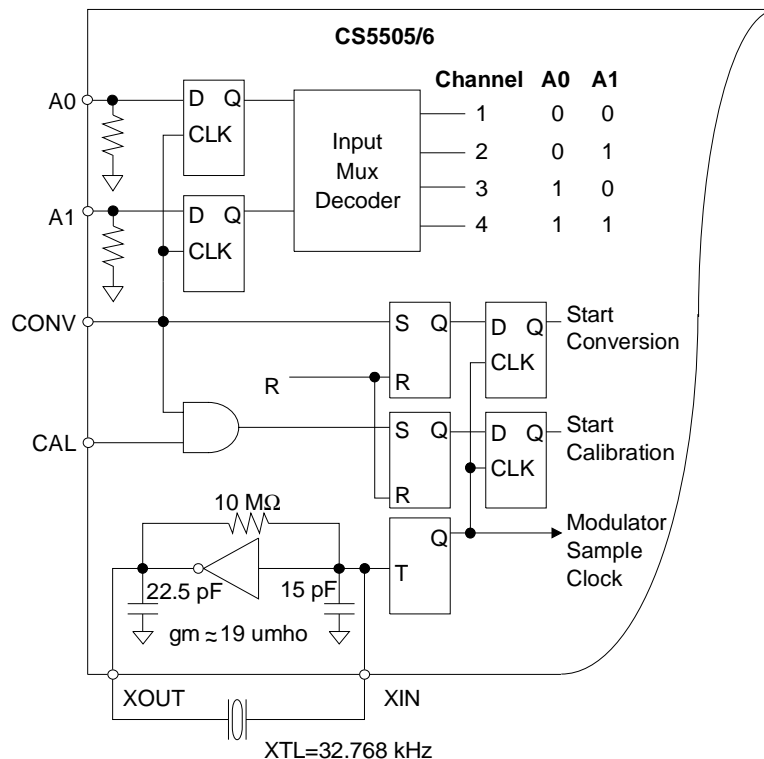 CS5505/6
Channel A0 A1
A0
D Q
CLK
Input
Mux
Decoder
1 0 0
2 0 1
3 1 0
4 1 1
A1
D Q
CLK
CONV
S Q
R
D Q
CLK
Start
Conversion
R
CAL
S Q
R
D Q
CLK
Start
Calibration
10 MΩ
22.5 pF
15 pF
gm ≈ 19 umho
T
Q
Modulator
Sample
Clock
XOUT
XIN
XTL=32.768 kHz